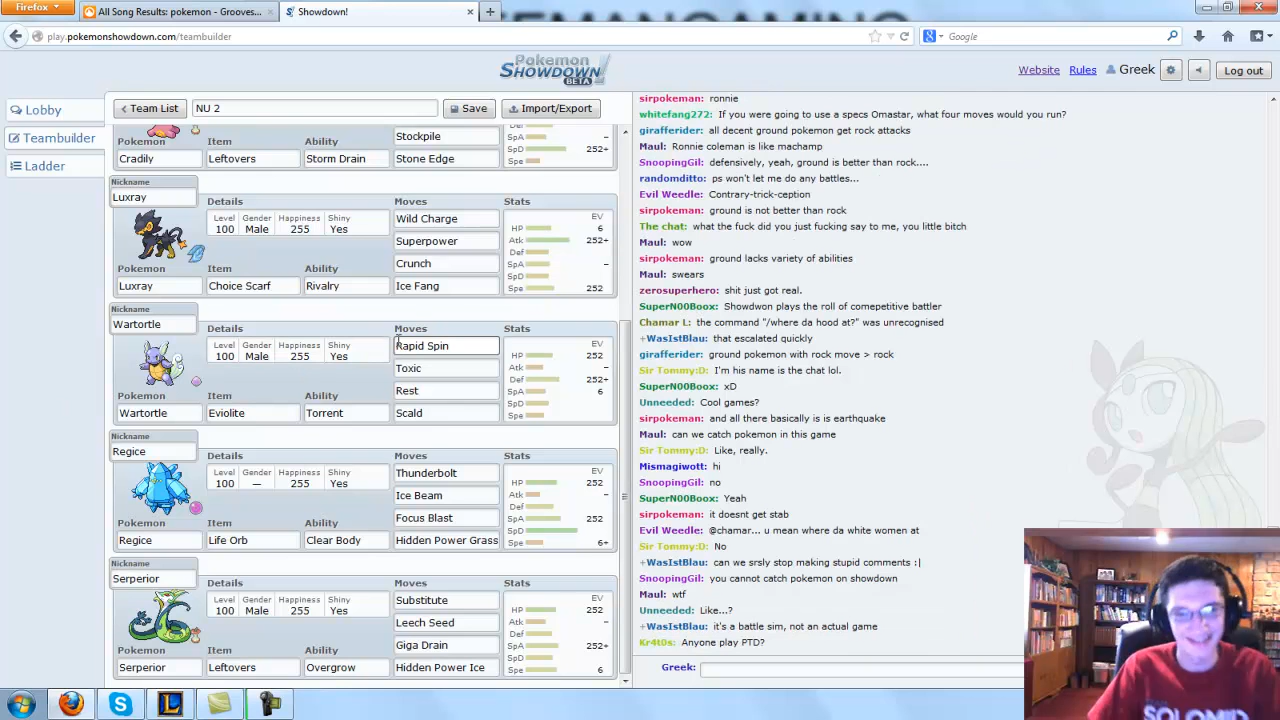 Firefox
All Song Results: pokemon - Grooves...
Showdown!
play.pokemonshowdown.com/teambuilder
Google
Pokemon
SHOWDOWN!
BETA
Website
Rules
Greek
Log out
Lobby
Teambuilder
Ladder
Team List
NU 2
Save
Import/Export
Stockpile
Def
SpA –
Pokemon Item Ability
SpD 252+
Cradily Leftovers Storm Drain Stone Edge
Spe
Nickname
Luxray
Details Moves Stats
Level Gender Happiness Shiny
100 Male 255 Yes
Wild Charge
Superpower
Crunch
Ice Fang
EV
HP 6
Atk 252+
Def
SpA –
SpD
Spe 252
Pokemon Item Ability
Luxray Choice Scarf Rivalry
Nickname
Wartortle
Details Moves Stats
Level Gender Happiness Shiny
100 Male 255 Yes
Rapid Spin
Toxic
Rest
Scald
EV
HP 252
Atk –
Def 252+
SpA 6
SpD
Spe
Pokemon Item Ability
Wartortle Eviolite Torrent
Nickname
Regice
Details Moves Stats
Level Gender Happiness Shiny
100 — 255 Yes
Thunderbolt
Ice Beam
Focus Blast
Hidden Power Grass
EV
HP 252
Atk –
Def
SpA 252
SpD
Spe 6+
Pokemon Item Ability
Regice Life Orb Clear Body
Nickname
Serperior
Details Moves Stats
Level Gender Happiness Shiny
100 Male 255 Yes
Substitute
Leech Seed
Giga Drain
Hidden Power Ice
EV
HP 252
Atk –
Def
SpA 252+
SpD
Spe 6
Pokemon Item Ability
Serperior Leftovers Overgrow
sirpokeman: ronnie
whitefang272: If you were going to use a specs Omastar, what four moves would you run?
girafferider: all decent ground pokemon get rock attacks
Maul: Ronnie coleman is like machamp
SnoopingGil: defensively, yeah, ground is better than rock....
randomditto: ps won't let me do any battles...
Evil Weedle: Contrary-trick-ception
sirpokeman: ground is not better than rock
The chat: what the fuck did you just fucking say to me, you little bitch
Maul: wow
sirpokeman: ground lacks variety of abilities
Maul: swears
zerosuperhero: shit just got real.
SuperN00Boox: Showdwon plays the roll of comepetitive battler
Chamar L: the command "/where da hood at?" was unrecognised
+WasIstBlau: that escalated quickly
girafferider: ground pokemon with rock move > rock
Sir Tommy:D: I'm his name is the chat lol.
SuperN00Boox: xD
Unneeded: Cool games?
sirpokeman: and all there basically is is earthquake
Maul: can we catch pokemon in this game
Sir Tommy:D: Like, really.
Mismagiwott: hi
SnoopingGil: no
SuperN00Boox: Yeah
sirpokeman: it doesnt get stab
Evil Weedle: @chamar... u mean where da white women at
Sir Tommy:D: No
+WasIstBlau: can we srsly stop making stupid comments :|
SnoopingGil: you cannot catch pokemon on showdown
Maul: wtf
Unneeded: Like...?
+WasIstBlau: it's a battle sim, not an actual game
Kr4t0s: Anyone play PTD?
Greek:
SOLOMID